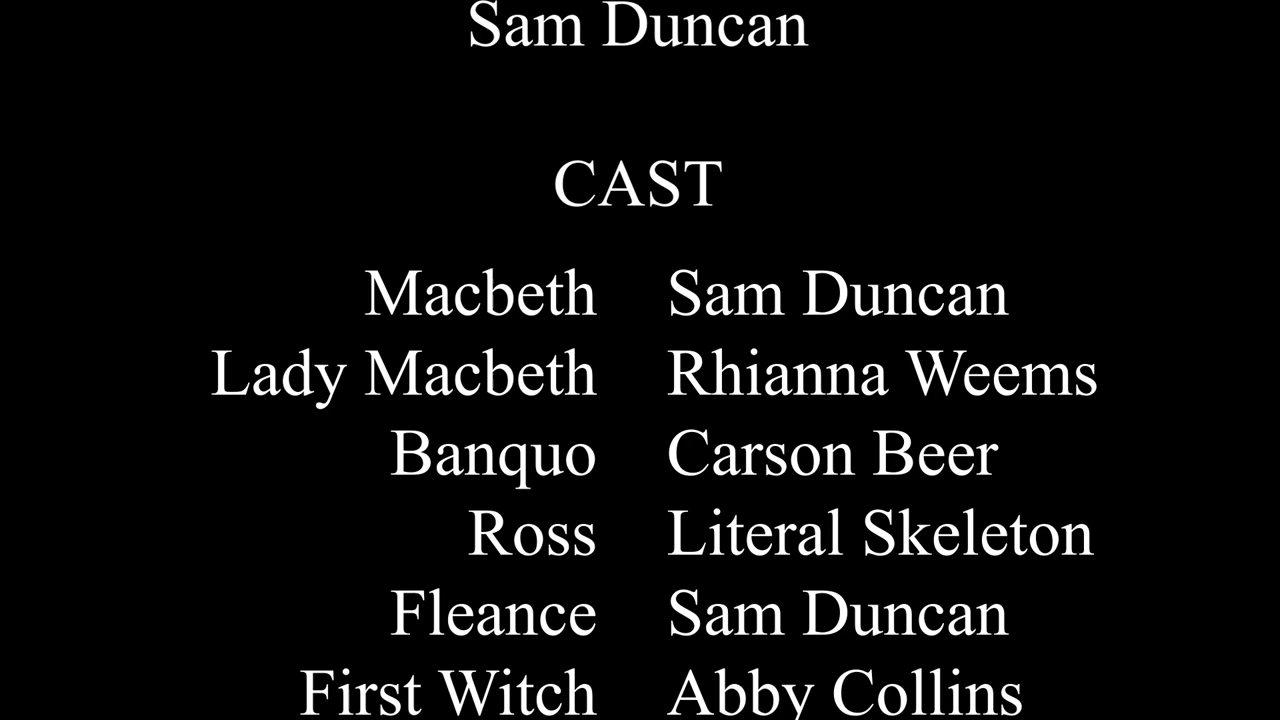 Sam Duncan
CAST
Macbeth Sam Duncan
Lady Macbeth Rhianna Weems
Banquo Carson Beer
Ross Literal Skeleton
Fleance Sam Duncan
First Witch Abby Collins